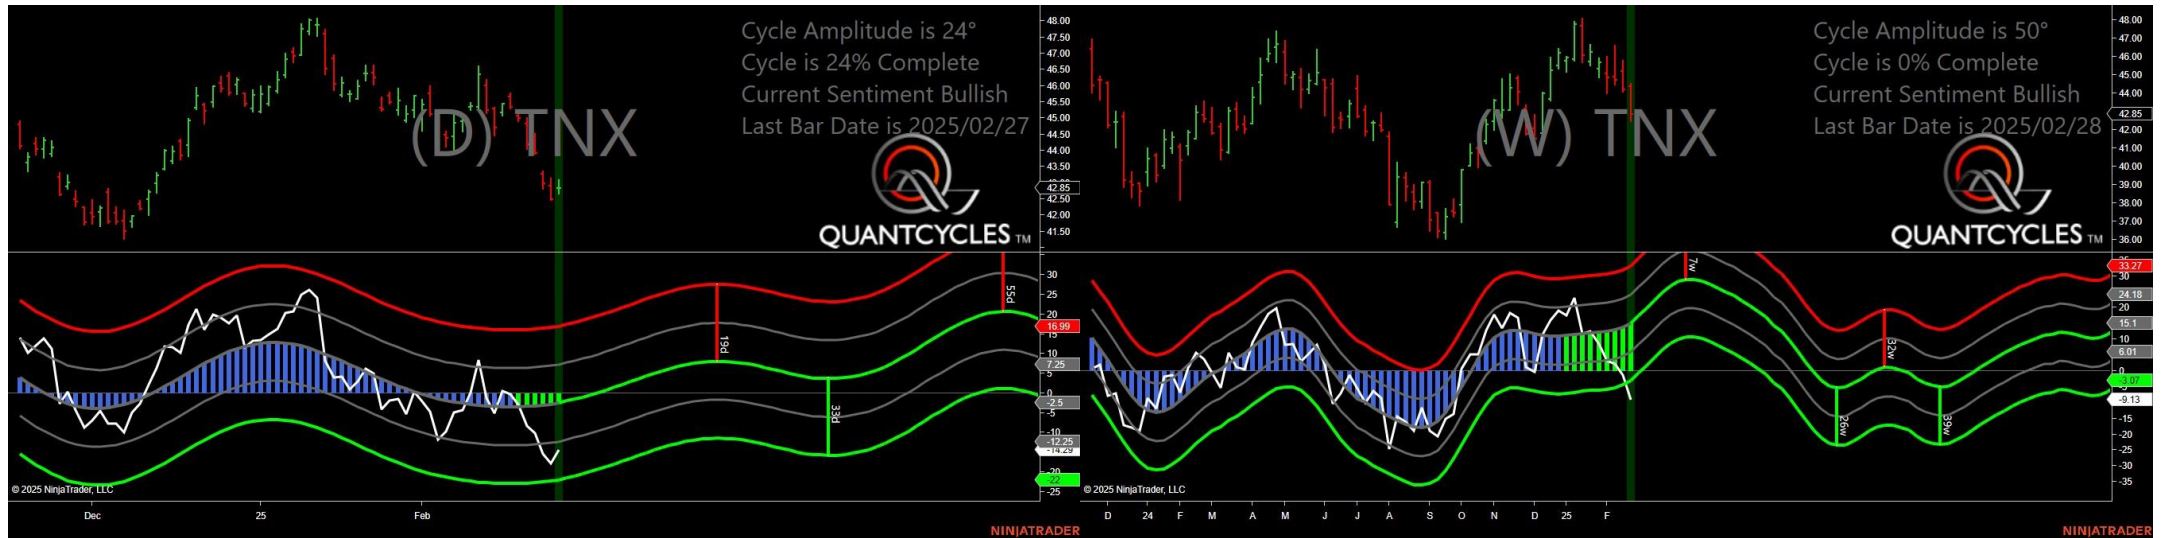 Cycle Amplitude is 24°
Cycle is 24% Complete
Current Sentiment Bullish
Last Bar Date is 2025/02/27
(D) TNX
QUANTCYCLES TM
48.00
47.50
47.00
46.50
46.00
45.50
45.00
44.50
44.00
43.50
42.85
42.50
42.00
41.50
30
25
20
16.99
10
7.25
5
0
-2.5
-5
-10
-12.25
-14.29
-20
-22
-25
19d
33d
55d
© 2025 NinjaTrader, LLC
Dec 25 Feb
NINJATRADER
Cycle Amplitude is 50°
Cycle is 0% Complete
Current Sentiment Bullish
Last Bar Date is 2025/02/28
(W) TNX
QUANTCYCLES TM
48.00
47.00
46.00
45.00
44.00
42.85
42.00
41.00
40.00
39.00
38.00
37.00
36.00
33.27
30
24.18
15.1
10
6.01
0
-3.07
-9.13
-15
-20
-25
-30
-35
7w
26w
32w
39w
© 2025 NinjaTrader, LLC
D 24 F M A M J J A S O N D 25 F
NINJATRADER